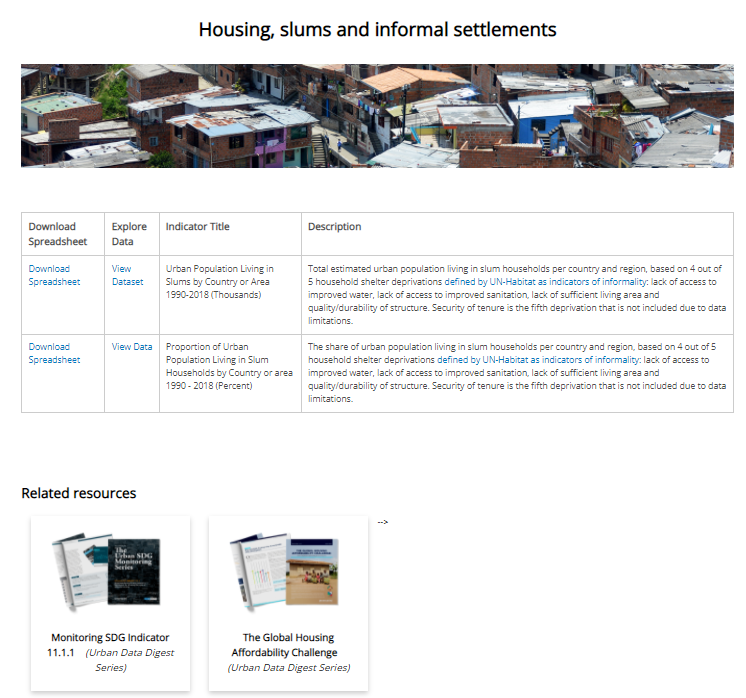 Housing, slums and informal settlements
Download Explore Indicator Title Description
Spreadsheet Data
Download View Urban Population Living in Total estimated urban population living in slum households per country and region, based on 4 out of
Spreadsheet Dataset Slums by Country or Area 5 household shelter deprivations defined by UN-Habitat as indicators of informality: lack of access to
1990-2018 (Thousands) improved water, lack of access to improved sanitation, lack of sufficient living area and
quality/durability of structure. Security of tenure is the fifth deprivation that is not included due to data
limitations.
Download View Data Proportion of Urban The share of urban population living in slum households per country and region, based on 4 out of 5
Spreadsheet Population Living in Slum household shelter deprivations defined by UN-Habitat as indicators of informality: lack of access to
Households by Country or area improved water, lack of access to improved sanitation, lack of sufficient living area and
1990 - 2018 (Percent) quality/durability of structure. Security of tenure is the fifth deprivation that is not included due to data
limitations.
Related resources
-->
The
Urban SDG
Monitoring
Series
Monitoring SDG Indicator
11.1.1 (Urban Data Digest
Series)
The Global Housing
Affordability Challenge
(Urban Data Digest Series)